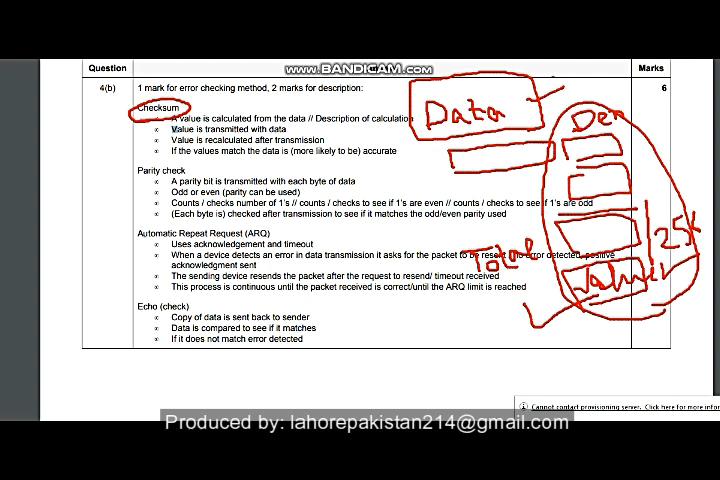 www.BANDICAM.com
Question
Marks
4(b)
1 mark for error checking method, 2 marks for description:
6
Checksum
∝ A value is calculated from the data // Description of calculation
∝ Value is transmitted with data
∝ Value is recalculated after transmission
∝ If the values match the data is (more likely to be) accurate
Parity check
∝ A parity bit is transmitted with each byte of data
∝ Odd or even (parity can be used)
∝ Counts / checks number of 1's // counts / checks to see if 1's are even // counts / checks to see if 1's are odd
∝ (Each byte is) checked after transmission to see if it matches the odd/even parity used
Automatic Repeat Request (ARQ)
∝ Uses acknowledgement and timeout
∝ When a device detects an error in data transmission it asks for the packet to be resent // no error detected, positive
acknowledgment sent
∝ The sending device resends the packet after the request to resend/ timeout received
∝ This process is continuous until the packet received is correct/until the ARQ limit is reached
Echo (check)
∝ Copy of data is sent back to sender
∝ Data is compared to see if it matches
∝ If it does not match error detected
Data
Den
Total
Value
Cannot contact provisioning server. Click here for more infor
Produced by: lahorepakistan214@gmail.com